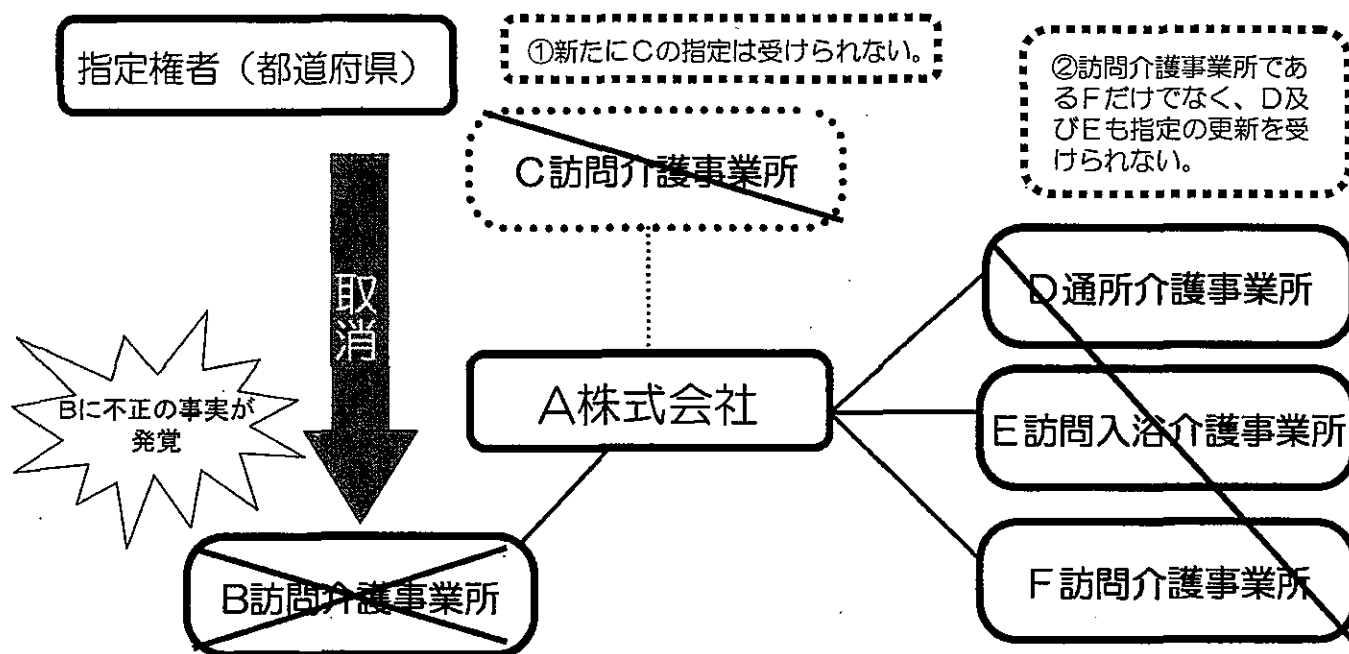 指定権者（都道府県）
①新たにCの指定は受けられない。
②訪問介護事業所であ
るFだけでなく、D及
びEも指定の更新を受
けられない。
C訪問介護事業所
取消
Bに不正の事実が
発覚
A株式会社
D通所介護事業所
E訪問入浴介護事業所
F訪問介護事業所
B訪問介護事業所